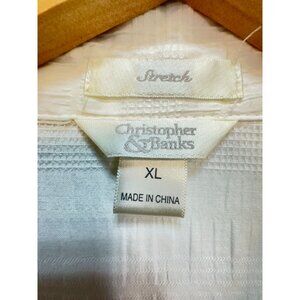 Stretch
Christopher
& Banks
XL
MADE IN CHINA